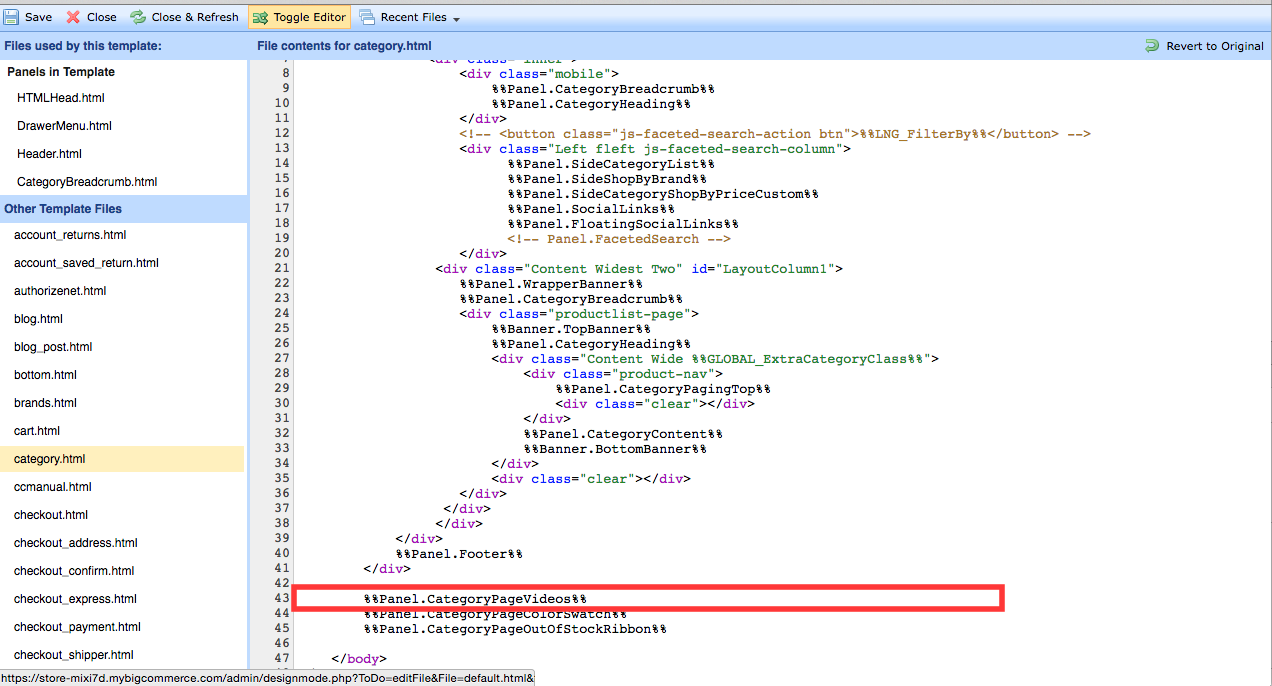 Save Close Close & Refresh Toggle Editor Recent Files
Files used by this template:
File contents for category.html
Revert to Original
Panels in Template
HTMLHead.html
DrawerMenu.html
Header.html
CategoryBreadcrumb.html
Other Template Files
account_returns.html
account_saved_return.html
authorizenet.html
blog.html
blog_post.html
bottom.html
brands.html
cart.html
category.html
ccmanual.html
checkout.html
checkout_address.html
checkout_confirm.html
checkout_express.html
checkout_payment.html
checkout_shipper.html
7 <div class="inner">
8 <div class="mobile">
9 %%Panel.CategoryBreadcrumb%%
10 %%Panel.CategoryHeading%%
11 </div>
12 <!-- <button class="js-faceted-search-action btn">%%LNG_FilterBy%%</button> -->
13 <div class="Left fleft js-faceted-search-column">
14 %%Panel.SideCategoryList%%
15 %%Panel.SideShopByBrand%%
16 %%Panel.SideCategoryShopByPriceCustom%%
17 %%Panel.SocialLinks%%
18 %%Panel.FloatingSocialLinks%%
19 <!-- Panel.FacetedSearch -->
20 </div>
21 <div class="Content Widest Two" id="LayoutColumn1">
22 %%Panel.WrapperBanner%%
23 %%Panel.CategoryBreadcrumb%%
24 <div class="productlist-page">
25 %%Banner.TopBanner%%
26 %%Panel.CategoryHeading%%
27 <div class="Content Wide %%GLOBAL_ExtraCategoryClass%%">
28 <div class="product-nav">
29 %%Panel.CategoryPagingTop%%
30 <div class="clear"></div>
31 </div>
32 %%Panel.CategoryContent%%
33 %%Banner.BottomBanner%%
34 </div>
35 <div class="clear"></div>
36 </div>
37 </div>
38 </div>
39 </div>
40 %%Panel.Footer%%
41 </div>
42
43 %%Panel.CategoryPageVideos%%
44 %%Panel.CategoryPageColorSwatch%%
45 %%Panel.CategoryPageOutOfStockRibbon%%
46
47 </body>
https://store-mixi7d.mybigcommerce.com/admin/designmode.php?ToDo=editFile&File=default.html&